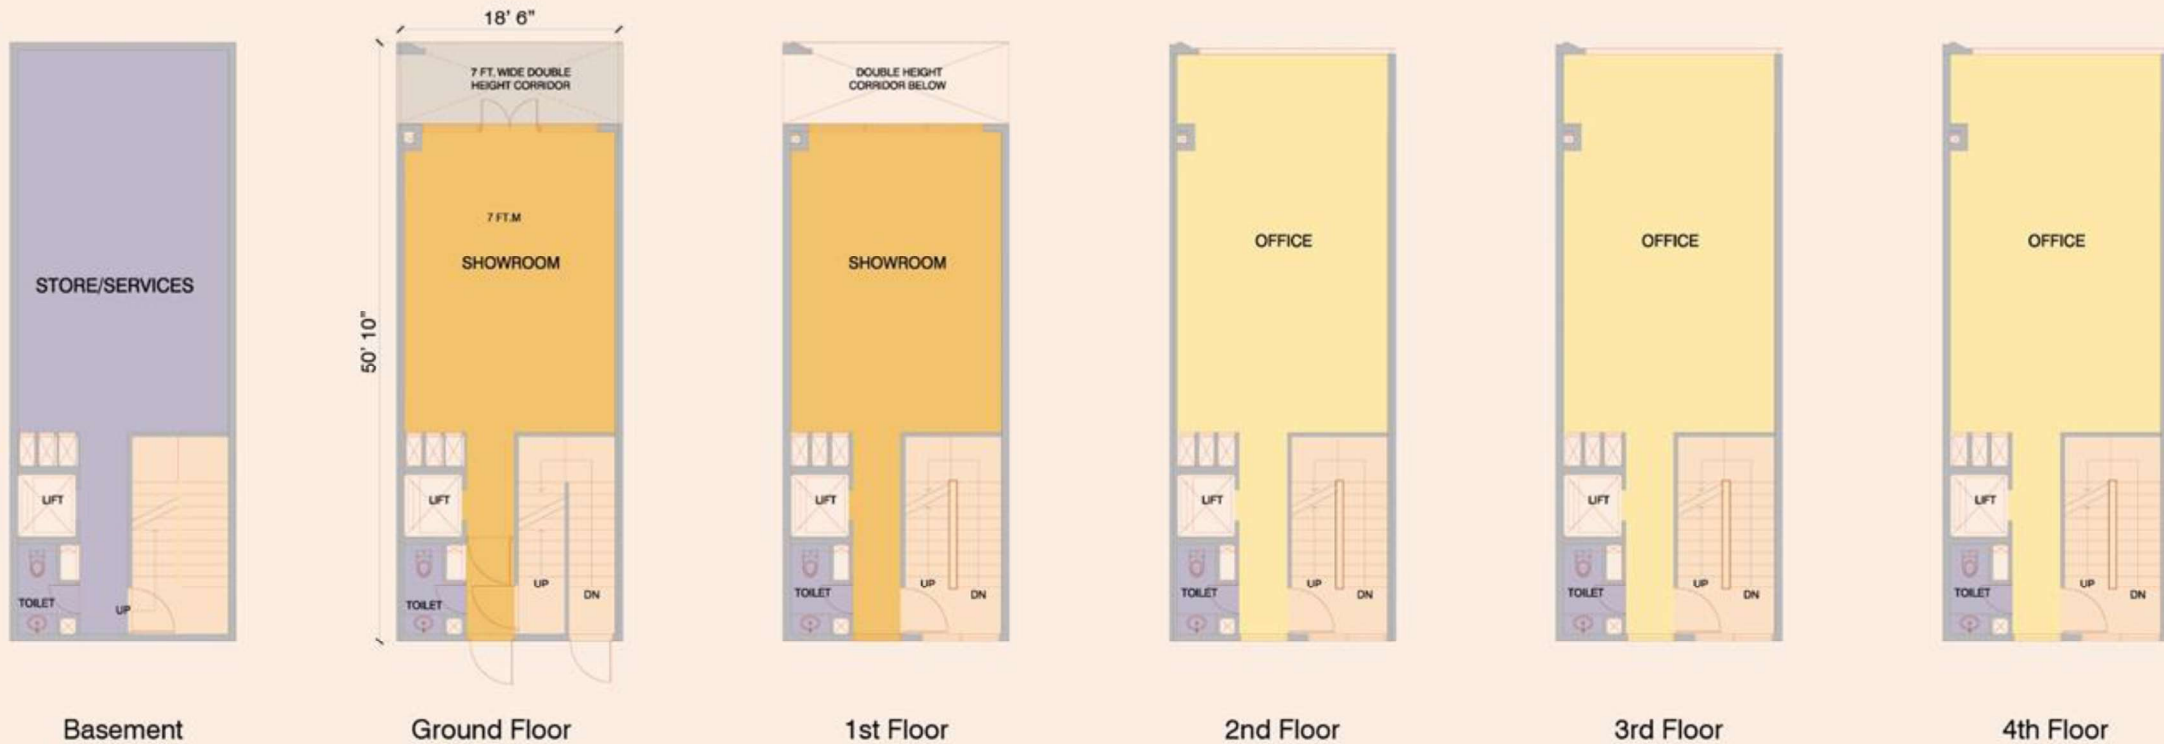 18' 6"
50' 10"
STORE/SERVICES
LIFT
TOILET
UP
Basement
7 FT. WIDE DOUBLE
HEIGHT CORRIDOR
7 FT.M
SHOWROOM
LIFT
TOILET
UP
DN
Ground Floor
DOUBLE HEIGHT
CORRIDOR BELOW
SHOWROOM
LIFT
TOILET
UP
DN
1st Floor
OFFICE
LIFT
TOILET
UP
DN
2nd Floor
OFFICE
LIFT
TOILET
UP
DN
3rd Floor
OFFICE
LIFT
TOILET
UP
DN
4th Floor